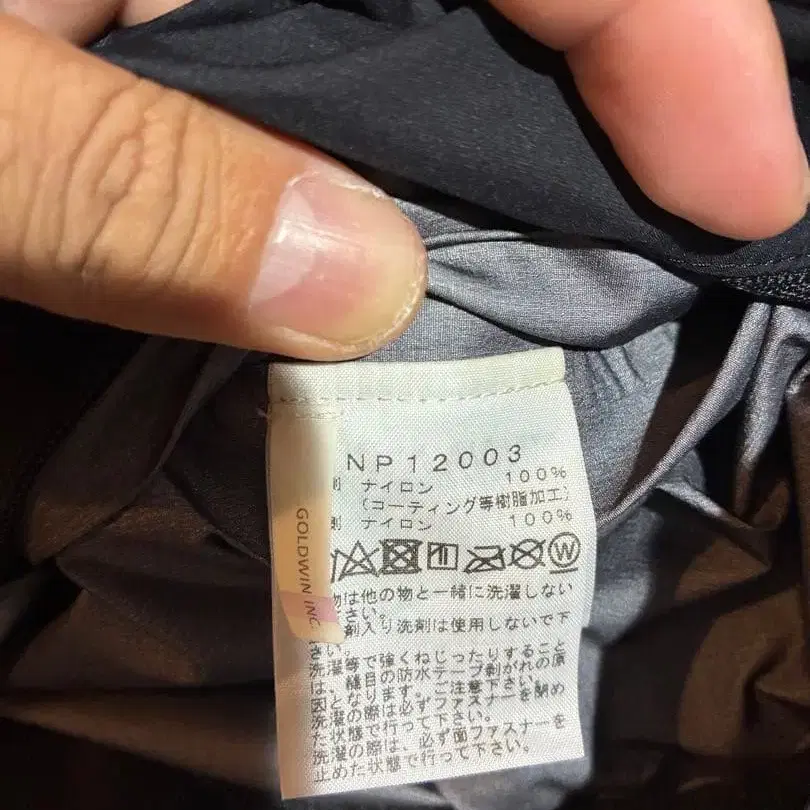 NP12003
ナイロン 100%
(コーティング等樹脂加工)
ナイロン 100%
W
GOLDWIN INC.
物は他の物と一緒に洗濯しない
ださい。
剤入り洗剤は使用しないで下
さい。
洗濯等で強くねじったりすること
は、縫目の防水テープ剥がれの原
因となります。ご注意下さい。
洗濯の際は必ずファスナーを閉め
た状態で行って下さい。
洗濯の際は、必ず面ファスナーを
止めた状態で行って下さい。